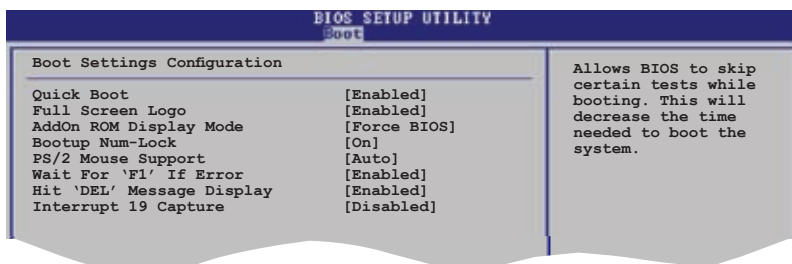 BIOS SETUP UTILITY
Boot
Boot Settings Configuration
Quick Boot [Enabled]
Full Screen Logo [Enabled]
AddOn ROM Display Mode [Force BIOS]
Bootup Num-Lock [On]
PS/2 Mouse Support [Auto]
Wait For ‘F1’ If Error [Enabled]
Hit ‘DEL’ Message Display [Enabled]
Interrupt 19 Capture [Disabled]
Allows BIOS to skip
certain tests while
booting. This will
decrease the time
needed to boot the
system.